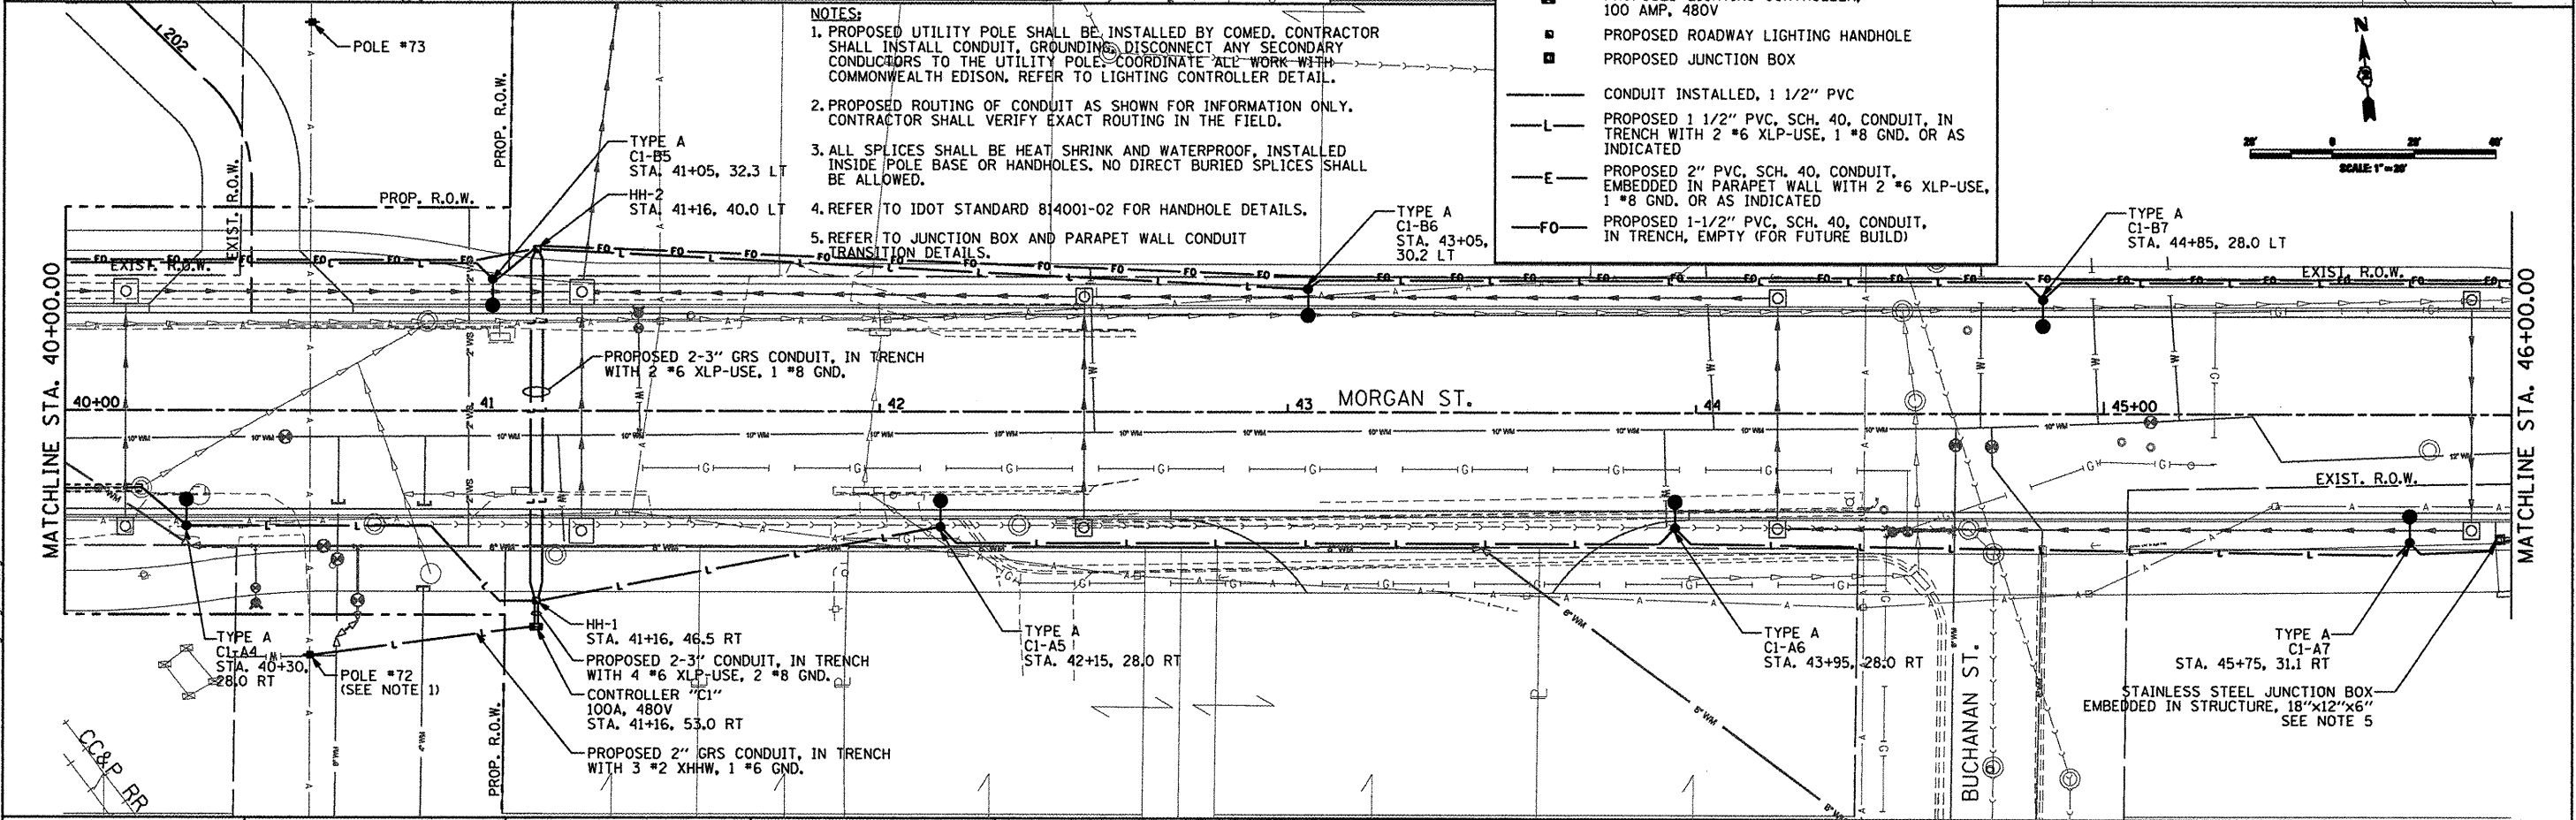 NOTES:
1. PROPOSED UTILITY POLE SHALL BE INSTALLED BY COMED. CONTRACTOR
SHALL INSTALL CONDUIT, GROUNDING, DISCONNECT ANY SECONDARY
CONDUCTORS TO THE UTILITY POLE. COORDINATE ALL WORK WITH
COMMONWEALTH EDISON. REFER TO LIGHTING CONTROLLER DETAIL.
2. PROPOSED ROUTING OF CONDUIT AS SHOWN FOR INFORMATION ONLY.
CONTRACTOR SHALL VERIFY EXACT ROUTING IN THE FIELD.
3. ALL SPLICES SHALL BE HEAT SHRINK AND WATERPROOF, INSTALLED
INSIDE POLE BASE OR HANDHOLES. NO DIRECT BURIED SPLICES SHALL
BE ALLOWED.
4. REFER TO IDOT STANDARD 814001-02 FOR HANDHOLE DETAILS.
5. REFER TO JUNCTION BOX AND PARAPET WALL CONDUIT
TRANSITION DETAILS.
100 AMP, 480V
PROPOSED ROADWAY LIGHTING HANDHOLE
PROPOSED JUNCTION BOX
CONDUIT INSTALLED, 1 1/2" PVC
L PROPOSED 1 1/2" PVC, SCH. 40, CONDUIT, IN
TRENCH WITH 2 #6 XLP-USE, 1 #8 GND. OR AS
INDICATED
E PROPOSED 2" PVC, SCH. 40, CONDUIT,
EMBEDDED IN PARAPET WALL WITH 2 #6 XLP-USE,
1 #8 GND. OR AS INDICATED
FO PROPOSED 1-1/2" PVC, SCH. 40, CONDUIT,
IN TRENCH, EMPTY (FOR FUTURE BUILD)
N
20' 0 20' 40'
SCALE: 1"=20'
202
POLE #73
PROP. R.O.W.
EXIST. R.O.W.
PROP. R.O.W.
EXIST. R.O.W.
TYPE A
C1-B5
STA. 41+05, 32.3 LT
HH-2
STA. 41+16, 40.0 LT
TYPE A
C1-B6
STA. 43+05,
30.2 LT
TYPE A
C1-B7
STA. 44+85, 28.0 LT
EXIST. R.O.W.
MATCHLINE STA. 40+00.00
MATCHLINE STA. 46+00.00
PROPOSED 2-3" GRS CONDUIT, IN TRENCH
WITH 2 #6 XLP-USE, 1 #8 GND.
40+00
41
42
43
MORGAN ST.
44
45+00
EXIST. R.O.W.
TYPE A
C1-A4
STA. 40+30,
28.0 RT
POLE #72
(SEE NOTE 1)
HH-1
STA. 41+16, 46.5 RT
PROPOSED 2-3" CONDUIT, IN TRENCH
WITH 4 #6 XLP-USE, 2 #8 GND.
CONTROLLER "C1"
100A, 480V
STA. 41+16, 53.0 RT
PROPOSED 2" GRS CONDUIT, IN TRENCH
WITH 3 #2 XHHW, 1 #6 GND.
PROP. R.O.W.
TYPE A
C1-A5
STA. 42+15, 28.0 RT
TYPE A
C1-A6
STA. 43+95, 28.0 RT
TYPE A
C1-A7
STA. 45+75, 31.1 RT
STAINLESS STEEL JUNCTION BOX
EMBEDDED IN STRUCTURE, 18"x12"x6"
SEE NOTE 5
BUCHANAN ST.
CC&P RR